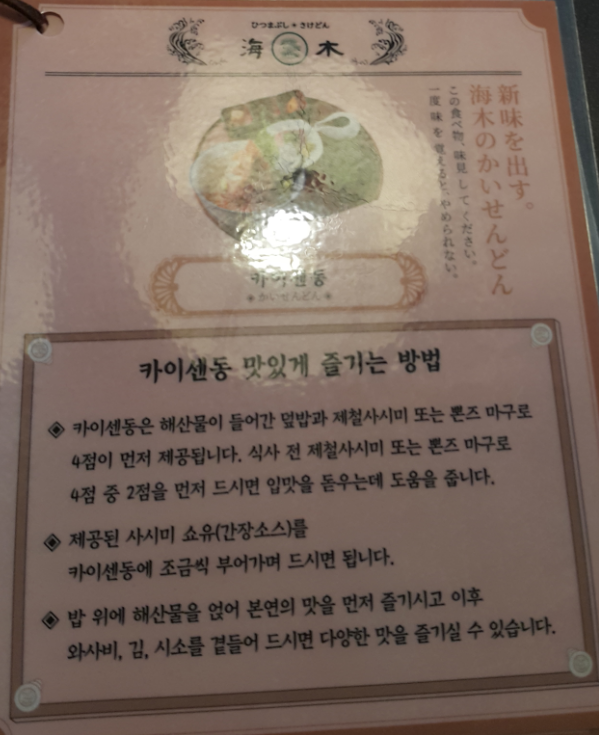 ひつまぶし＊さけどん
海 木
新味を出す。
海木のかいせんどん
この食べ物、味見してください。
一度味を覚えると、やめられない。
카이센동
かいせんどん
카이센동 맛있게 즐기는 방법
카이센동은 해산물이 들어간 덮밥과 제철사시미 또는 뽄즈 마구로
4점이 먼저 제공됩니다. 식사 전 제철사시미 또는 뽄즈 마구로
4점 중 2점을 먼저 드시면 입맛을 돋우는데 도움을 줍니다.
제공된 사시미 쇼유(간장소스)를
카이센동에 조금씩 부어가며 드시면 됩니다.
밥 위에 해산물을 얹어 본연의 맛을 먼저 즐기시고 이후
와사비, 김, 시소를 곁들어 드시면 다양한 맛을 즐기실 수 있습니다.